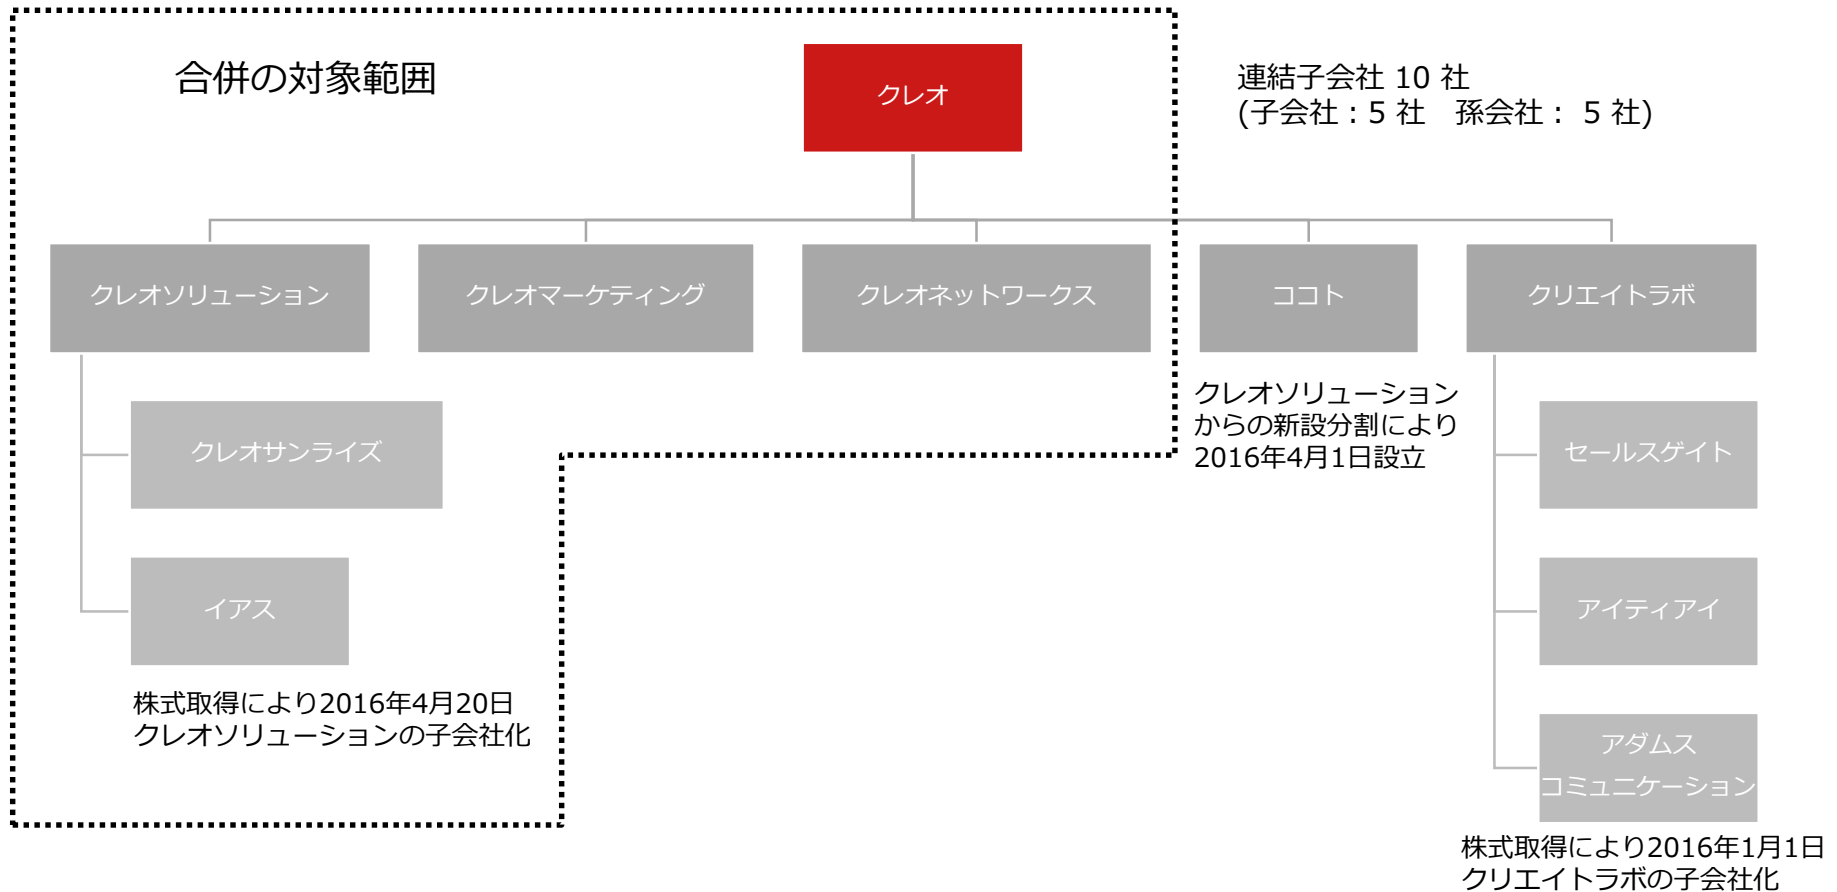 合併の対象範囲
クレオ
連結子会社 10 社
(子会社：5 社　孫会社： 5 社)
クレオソリューション
クレオマーケティング
クレオネットワークス
ココト
クリエイトラボ
クレオサンライズ
イアス
株式取得により2016年4月20日
クレオソリューションの子会社化
クレオソリューション
からの新設分割により
2016年4月1日設立
セールスゲイト
アイティアイ
アダムス
コミュニケーション
株式取得により2016年1月1日
クリエイトラボの子会社化